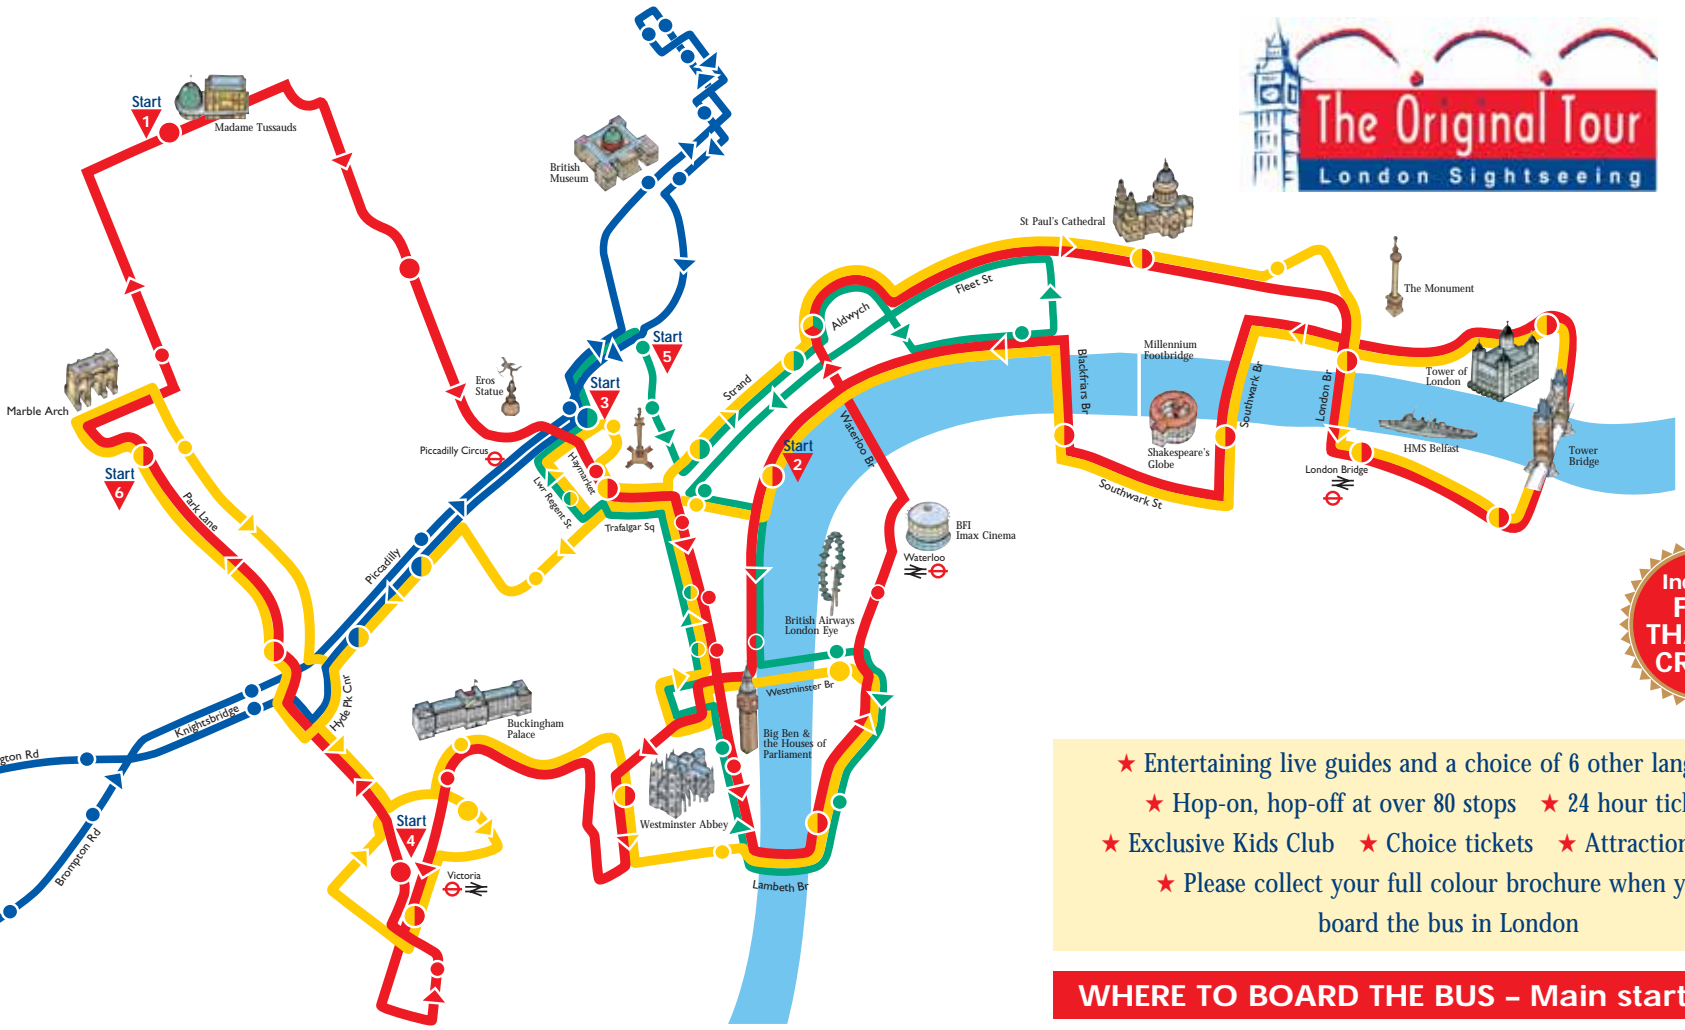 The Original Tour
London Sightseeing
Start
1
Madame Tussauds
British
Museum
St Paul's Cathedral
The Monument
Fleet St
Aldwych
Start
5
Eros
Statue
Start
3
Strand
Millennium
Footbridge
Blackfriars Br
Southwark Br
London Br
Tower of
London
Marble Arch
Piccadilly Circus
Haymarket
Lwr Regent St
Trafalgar Sq
Start
2
Waterloo Br
Shakespeare's
Globe
HMS Belfast
Tower
Bridge
London Bridge
Southwark St
Start
6
Park Lane
Piccadilly
BFI
Imax Cinema
Waterloo
British Airways
London Eye
Westminster Br
Hyde Pk Cnr
Knightsbridge
gton Rd
Brompton Rd
Buckingham
Palace
Big Ben &
the Houses of
Parliament
Westminster Abbey
Start
4
Victoria
Lambeth Br
Inc
F
TH
CR
★ Entertaining live guides and a choice of 6 other lang
★ Hop-on, hop-off at over 80 stops ★ 24 hour tick
★ Exclusive Kids Club ★ Choice tickets ★ Attraction
★ Please collect your full colour brochure when y
board the bus in London
WHERE TO BOARD THE BUS – Main start